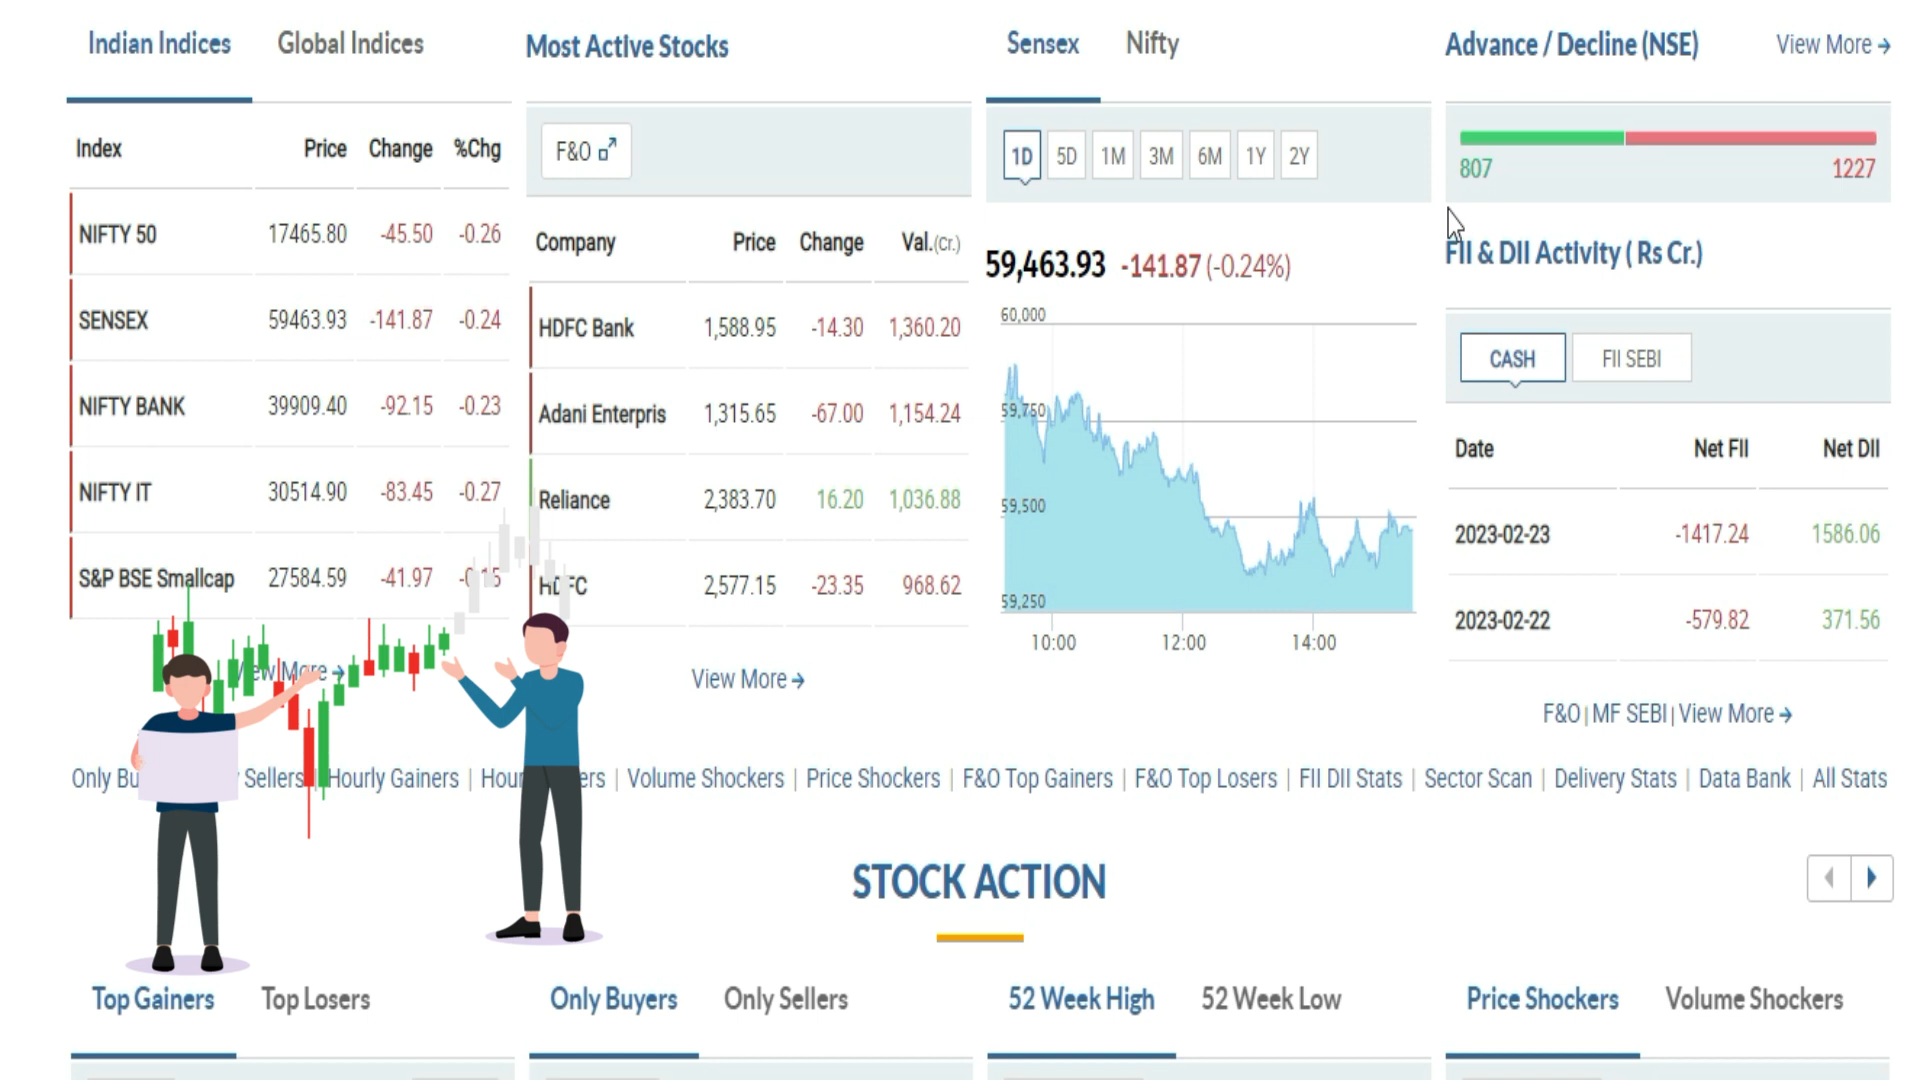 Indian Indices Global Indices
Index Price Change %Chg
NIFTY 50 17465.80 -45.50 -0.26
SENSEX 59463.93 -141.87 -0.24
NIFTY BANK 39909.40 -92.15 -0.23
NIFTY IT 30514.90 -83.45 -0.27
S&P BSE Smallcap 27584.59 -41.97
View More
Most Active Stocks
F&O
Company Price Change Val.(Cr.)
HDFC Bank 1,588.95 -14.30 1,360.20
Adani Enterpris 1,315.65 -67.00 1,154.24
Reliance 2,383.70 16.20 1,036.88
HDFC 2,577.15 -23.35 968.62
View More
Sensex Nifty
1D 5D 1M 3M 6M 1Y 2Y
59,463.93 -141.87 (-0.24%)
60,000
59,750
59,500
59,250
10:00 12:00 14:00
Advance / Decline (NSE) View More
807 1227
FII & DII Activity ( Rs Cr.)
CASH FII SEBI
Date Net FII Net DII
2023-02-23 -1417.24 1586.06
2023-02-22 -579.82 371.56
F&O | MF SEBI | View More
Only Sellers | Hourly Gainers | | Volume Shockers | Price Shockers | F&O Top Gainers | F&O Top Losers | FII DII Stats | Sector Scan | Delivery Stats | Data Bank | All Stats
STOCK ACTION
Top Gainers Top Losers
Only Buyers Only Sellers
52 Week High 52 Week Low
Price Shockers Volume Shockers